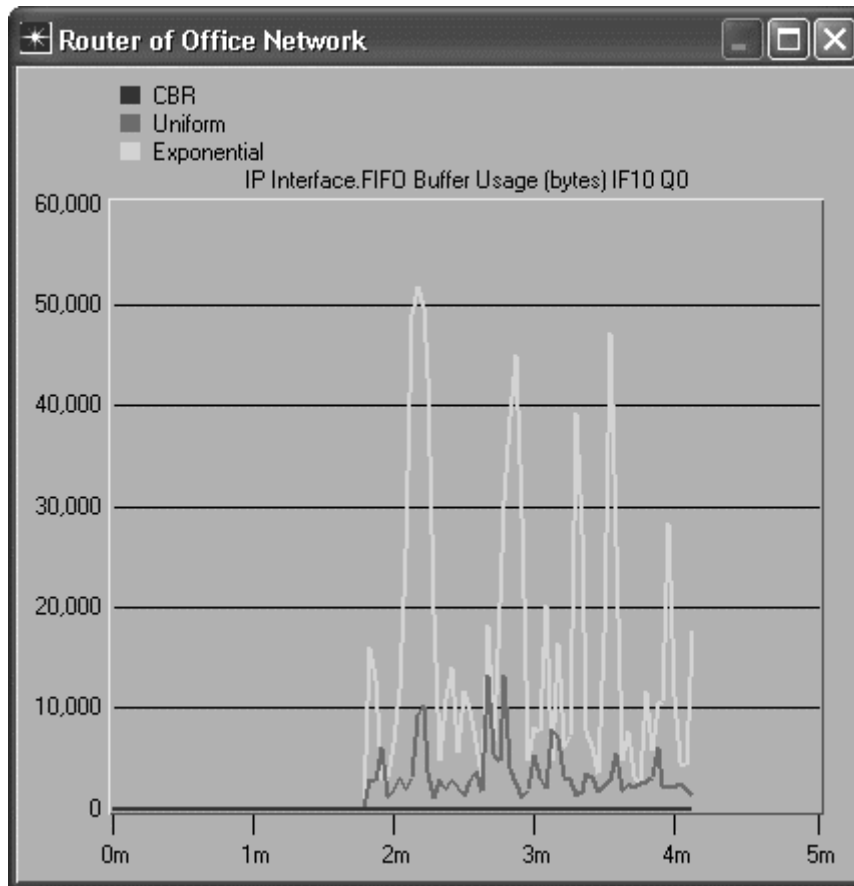 Router of Office Network
CBR
Uniform
Exponential
IP Interface.FIFO Buffer Usage (bytes) IF10 Q0
60,000
50,000
40,000
30,000
20,000
10,000
0
0m 1m 2m 3m 4m 5m